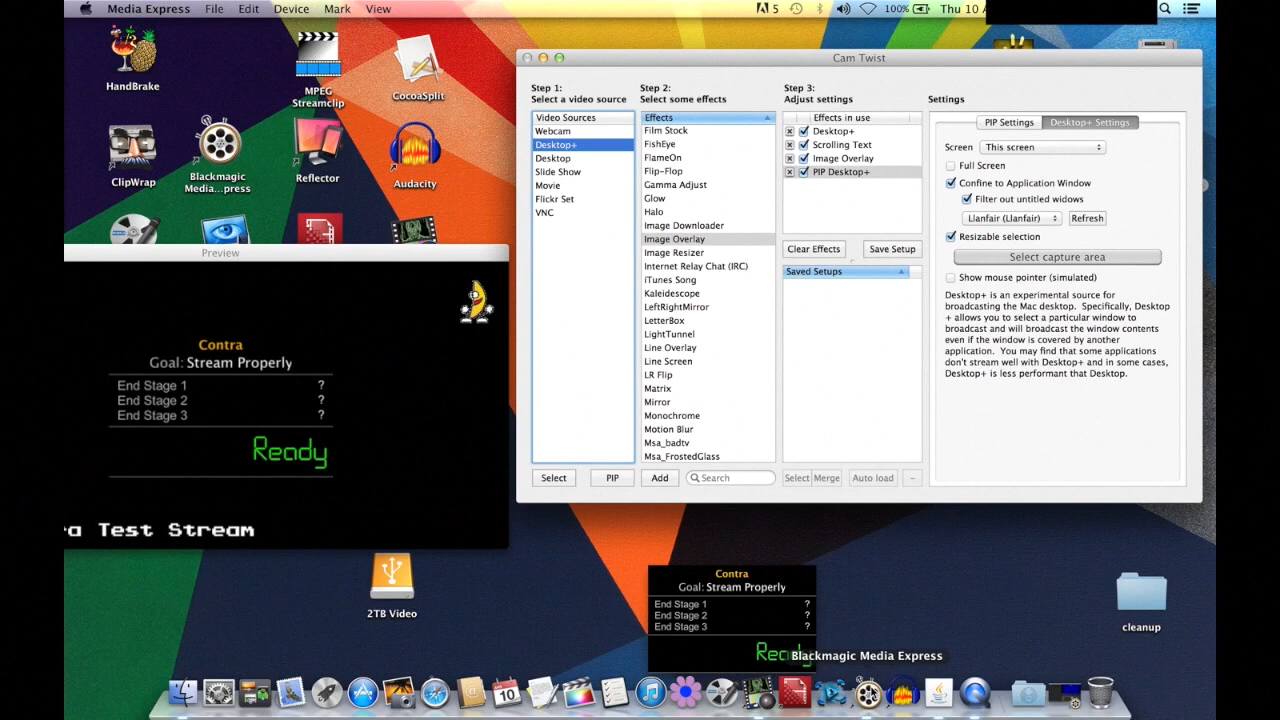 Media Express File Edit Device Mark View
5 100% Thu 10 A
HandBrake
MPEG
Streamclip
CocoaSplit
ClipWrap
Blackmagic
Media...press
Reflector
Audacity
Preview
Contra
Goal: Stream Properly
End Stage 1 ?
End Stage 2 ?
End Stage 3 ?
Ready
ra Test Stream
Cam Twist
Step 1:
Select a video source
Video Sources
Webcam
Desktop+
Desktop
Slide Show
Movie
Flickr Set
VNC
Select
PIP
Step 2:
Select some effects
Effects
Film Stock
FishEye
FlameOn
Flip-Flop
Gamma Adjust
Glow
Halo
Image Downloader
Image Overlay
Image Resizer
Internet Relay Chat (IRC)
iTunes Song
Kaleidescope
LeftRightMirror
LetterBox
LightTunnel
Line Overlay
Line Screen
LR Flip
Matrix
Mirror
Monochrome
Motion Blur
Msa_badtv
Msa_FrostedGlass
Add
Search
Step 3:
Adjust settings
Effects in use
Desktop+
Scrolling Text
Image Overlay
PIP Desktop+
Clear Effects
Save Setup
Saved Setups
Select
Merge
Auto load
-
Settings
PIP Settings
Desktop+ Settings
Screen This screen
Full Screen
Confine to Application Window
Filter out untitled widows
Llanfair (Llanfair)
Refresh
Resizable selection
Select capture area
Show mouse pointer (simulated)
Desktop+ is an experimental source for
broadcasting the Mac desktop. Specifically, Desktop
+ allows you to select a particular window to
broadcast and will broadcast the window contents
even if the window is covered by another
application. You may find that some applications
don't stream well with Desktop+ and in some cases,
Desktop+ is less performant that Desktop.
2TB Video
Contra
Goal: Stream Properly
End Stage 1 ?
End Stage 2 ?
End Stage 3 ?
Ready
Blackmagic Media Express
cleanup
10